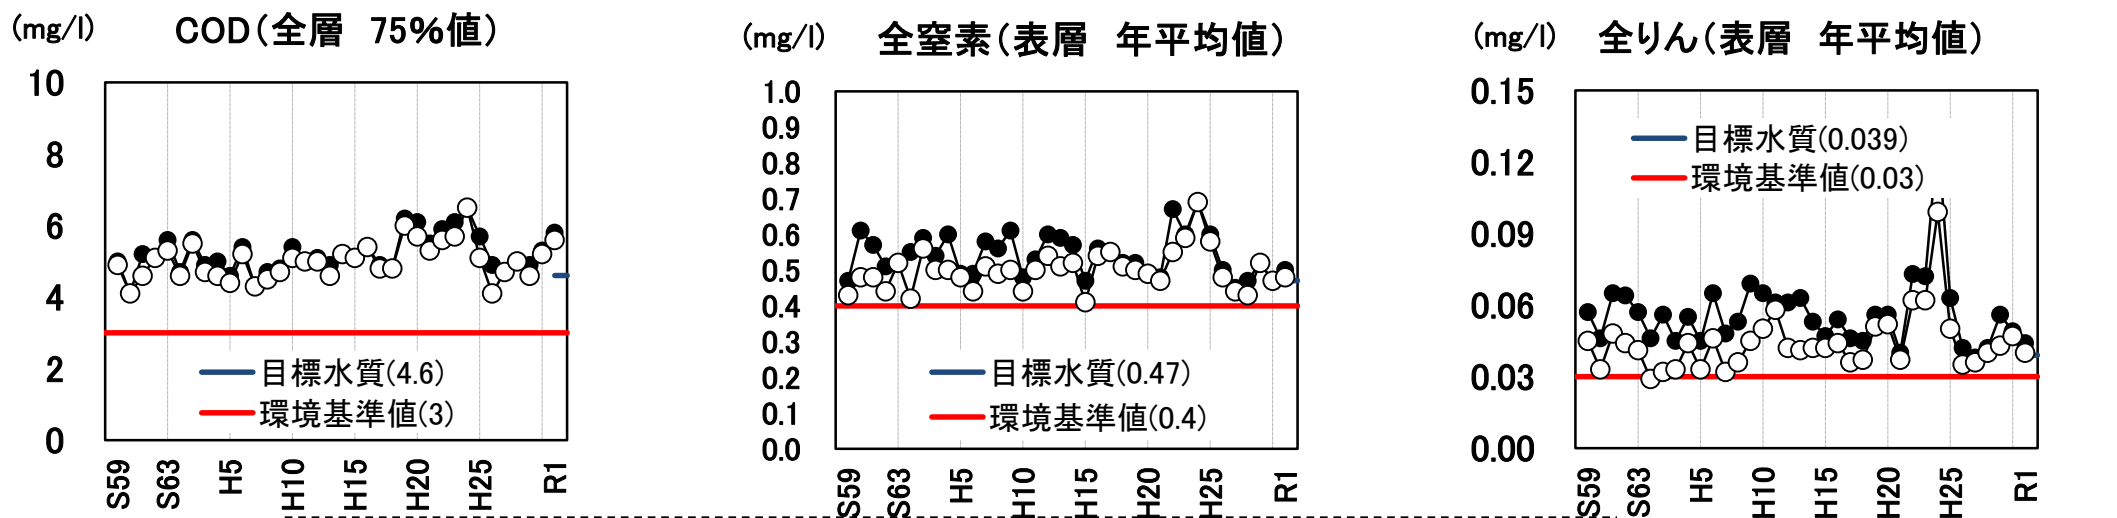 (mg/l) COD(全層 75%値)
10
8
6
4
2
0
目標水質(4.6)
環境基準値(3)
S59 S63 H5 H10 H15 H20 H25 R1
(mg/l) 全窒素(表層 年平均値)
1.0
0.9
0.8
0.7
0.6
0.5
0.4
0.3
0.2
0.1
0.0
目標水質(0.47)
環境基準値(0.4)
S59 S63 H5 H10 H15 H20 H25 R1
(mg/l) 全りん(表層 年平均値)
0.15
0.12
0.09
0.06
0.03
0.00
目標水質(0.039)
環境基準値(0.03)
S59 S63 H5 H10 H15 H20 H25 R1